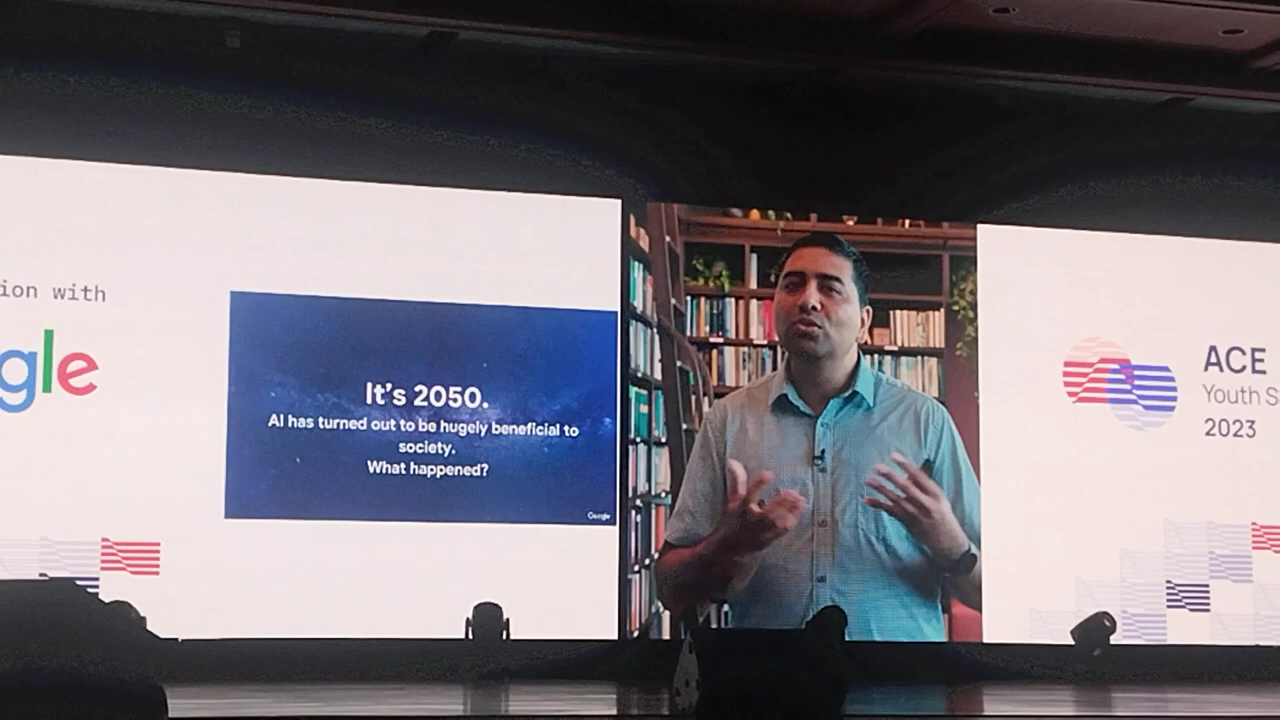 ion with
gle
It's 2050.
AI has turned out to be hugely beneficial to
society.
What happened?
Google
ACE
Youth S
2023